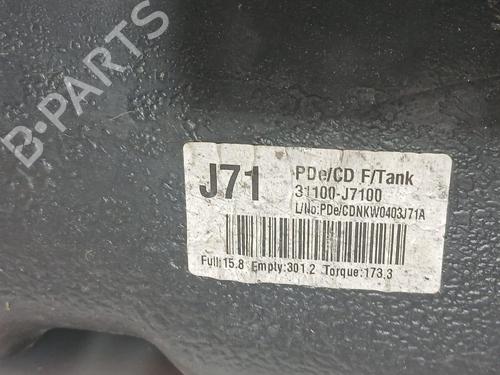 B-PARTS
J71
PDe/CD F/Tank
31100-J7100
L/No:PDe/CDNKW0403J71A
Full:15.8 Empty:301.2 Torque:173.3